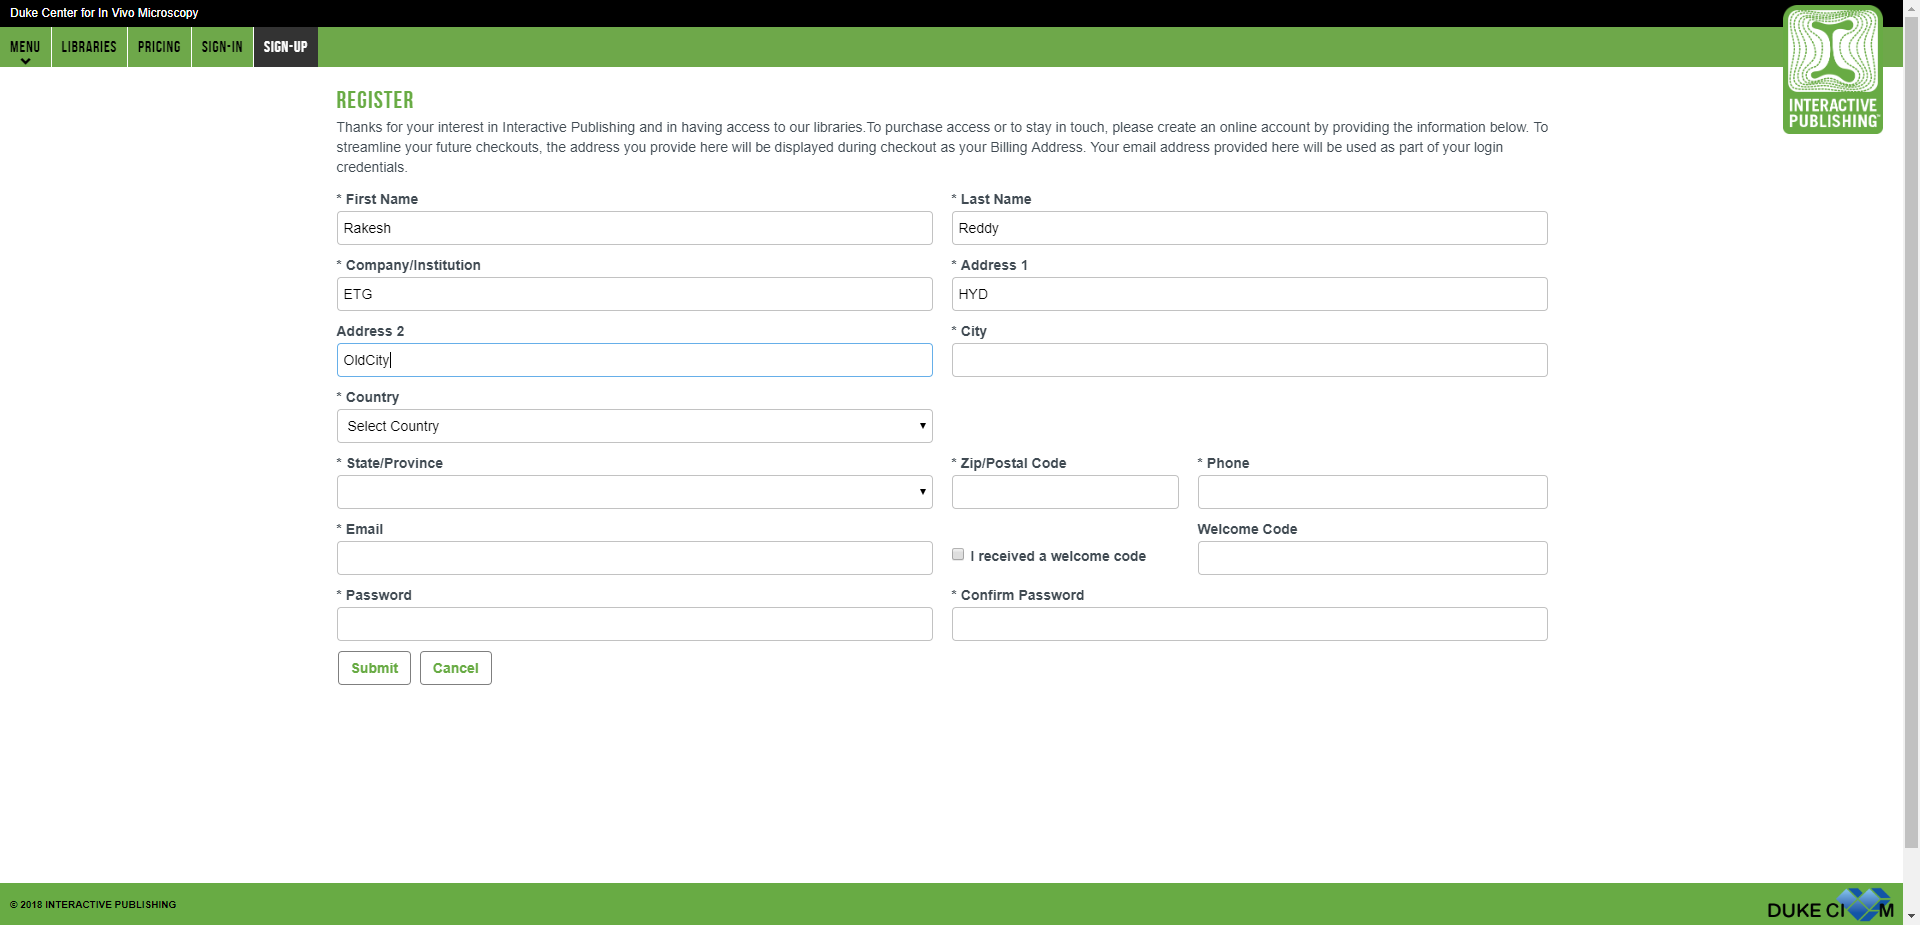 Duke Center for In Vivo Microscopy
MENU LIBRARIES PRICING SIGN-IN SIGN-UP
INTERACTIVE
PUBLISHING
REGISTER
Thanks for your interest in Interactive Publishing and in having access to our libraries.To purchase access or to stay in touch, please create an online account by providing the information below. To
streamline your future checkouts, the address you provide here will be displayed during checkout as your Billing Address. Your email address provided here will be used as part of your login
credentials.
* First Name * Last Name
Rakesh Reddy
* Company/Institution * Address 1
ETG HYD
Address 2 * City
OldCity
* Country
Select Country
* State/Province * Zip/Postal Code * Phone
* Email Welcome Code
I received a welcome code
* Password * Confirm Password
Submit Cancel
© 2018 INTERACTIVE PUBLISHING
DUKE CIVM